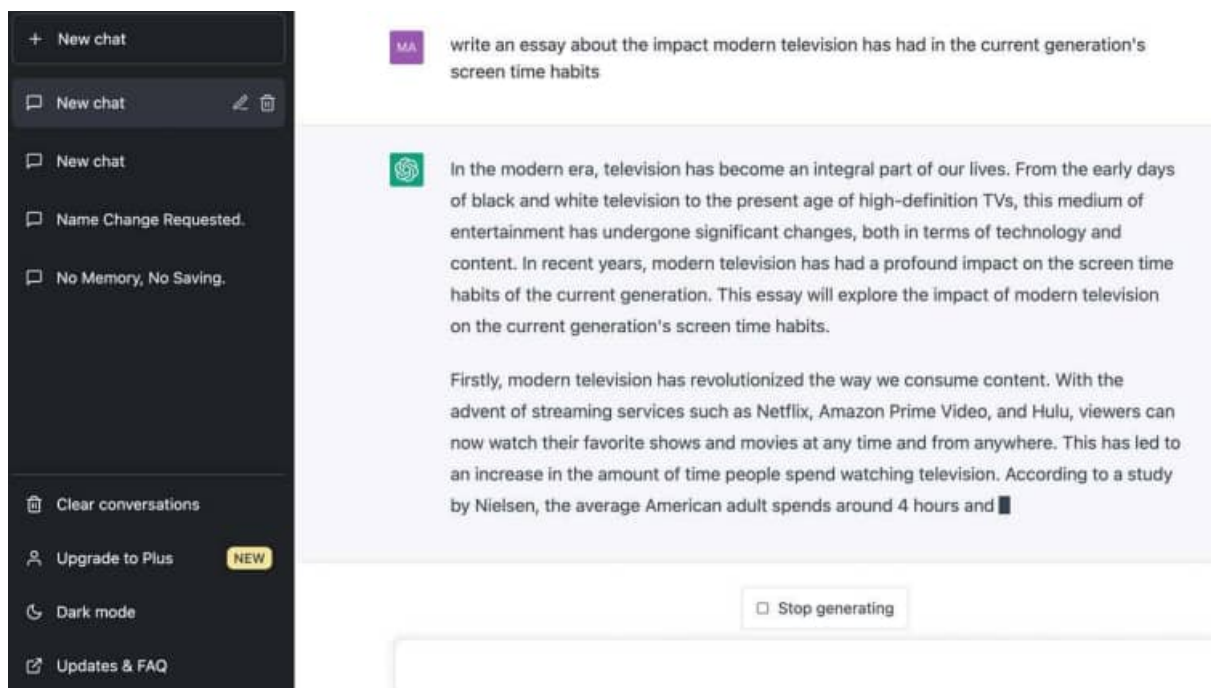 + New chat
New chat
New chat
Name Change Requested.
No Memory, No Saving.
Clear conversations
Upgrade to Plus NEW
Dark mode
Updates & FAQ
MA
write an essay about the impact modern television has had in the current generation's
screen time habits
In the modern era, television has become an integral part of our lives. From the early days
of black and white television to the present age of high-definition TVs, this medium of
entertainment has undergone significant changes, both in terms of technology and
content. In recent years, modern television has had a profound impact on the screen time
habits of the current generation. This essay will explore the impact of modern television
on the current generation's screen time habits.
Firstly, modern television has revolutionized the way we consume content. With the
advent of streaming services such as Netflix, Amazon Prime Video, and Hulu, viewers can
now watch their favorite shows and movies at any time and from anywhere. This has led to
an increase in the amount of time people spend watching television. According to a study
by Nielsen, the average American adult spends around 4 hours and
Stop generating